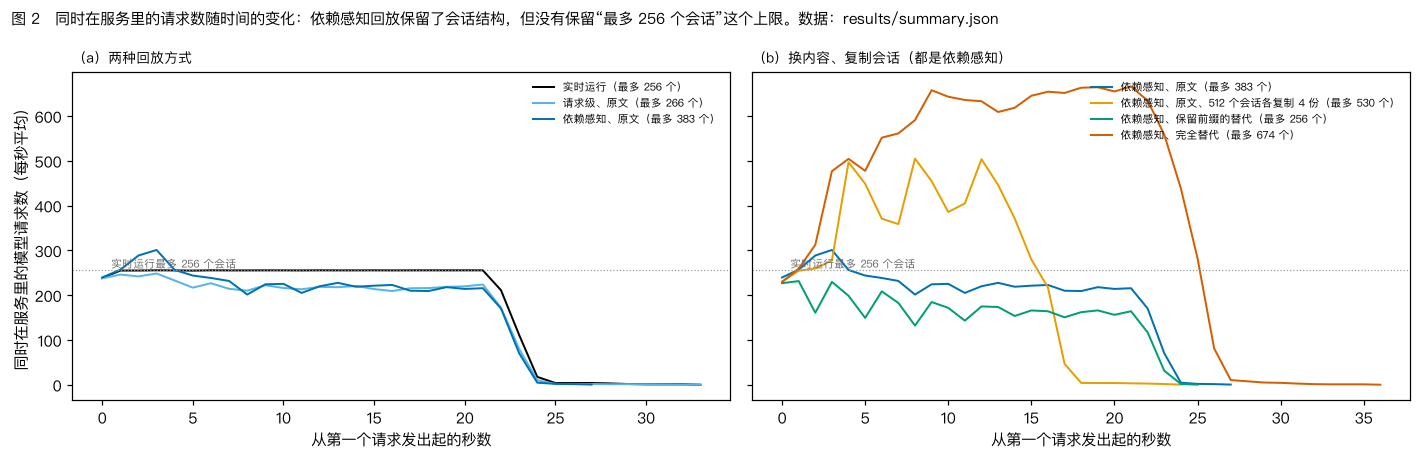 图 2　同时在服务里的请求数随时间的变化：依赖感知回放保留了会话结构，但没有保留“最多 256 个会话”这个上限。数据：results/summary.json
（a）两种回放方式
同时在服务里的模型请求数（每秒平均）
600
500
400
300
200
100
0
实时运行（最多 256 个）
请求级、原文（最多 266 个）
依赖感知、原文（最多 383 个）
实时运行最多 256 个会话
0 5 10 15 20 25 30
从第一个请求发出起的秒数
（b）换内容、复制会话（都是依赖感知）
依赖感知、原文（最多 383 个）
依赖感知、原文、512 个会话各复制 4 份（最多 530 个）
依赖感知、保留前缀的替代（最多 256 个）
依赖感知、完全替代（最多 674 个）
实时运行最多 256 个会话
0 5 10 15 20 25 30 35
从第一个请求发出起的秒数